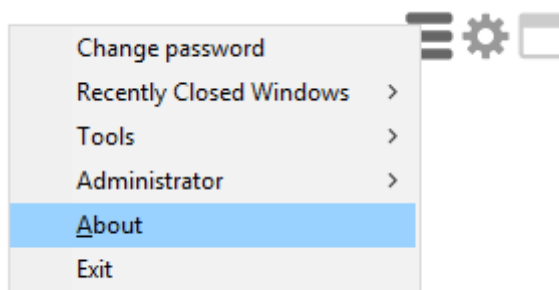 Change password
Recently Closed Windows
Tools
Administrator
About
Exit